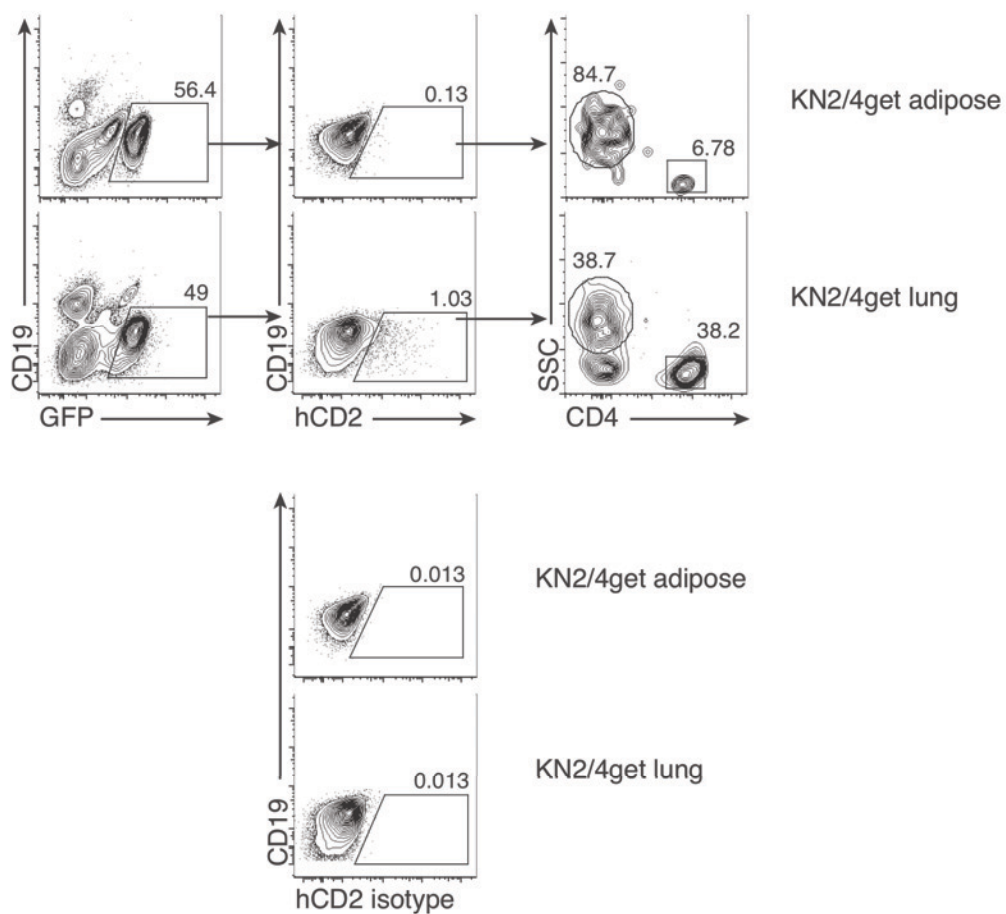 56.4
0.13
84.7
6.78
KN2/4get adipose
CD19
49
CD19
1.03
SSC
38.7
38.2
KN2/4get lung
GFP
hCD2
CD4
0.013
KN2/4get adipose
CD19
0.013
KN2/4get lung
hCD2 isotype